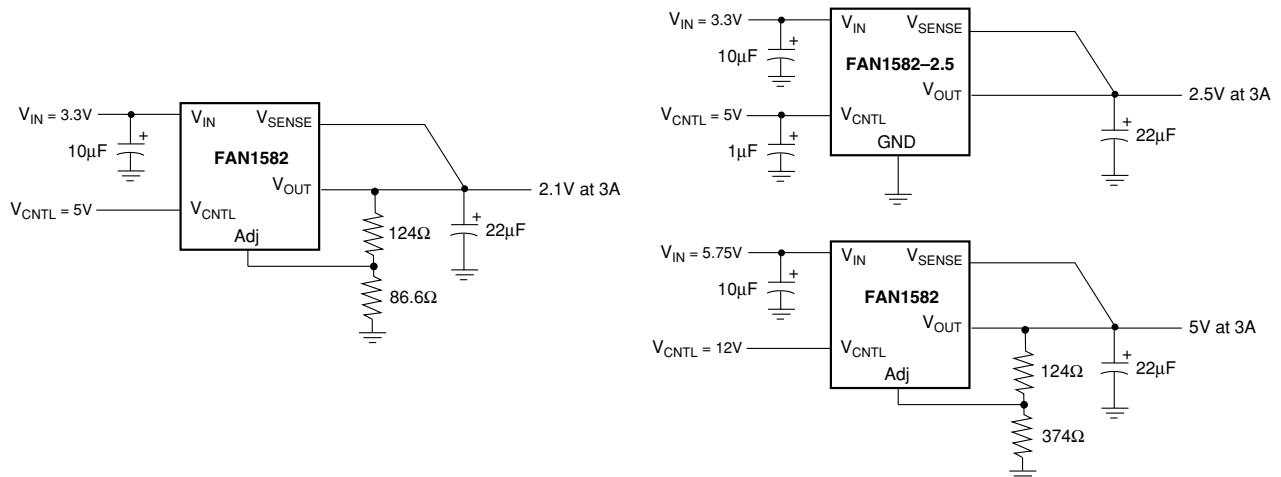 V_IN = 3.3V
10μF
+
V_IN
V_SENSE
FAN1582
V_OUT
2.1V at 3A
V_CNTL = 5V
V_CNTL
Adj
124Ω
+
22μF
86.6Ω
V_IN = 3.3V
10μF
+
V_IN
V_SENSE
FAN1582–2.5
V_OUT
2.5V at 3A
V_CNTL = 5V
V_CNTL
1μF
+
GND
+
22μF
V_IN = 5.75V
10μF
+
V_IN
V_SENSE
FAN1582
V_OUT
5V at 3A
V_CNTL = 12V
V_CNTL
Adj
124Ω
+
22μF
374Ω